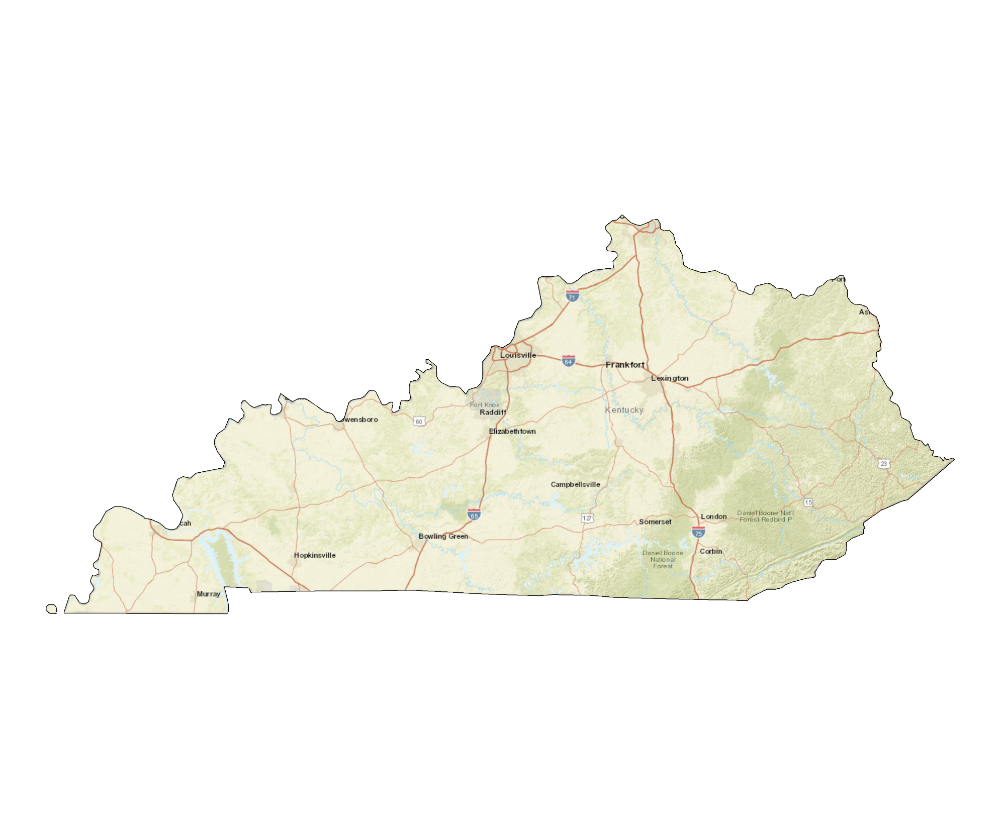 71
Louisville
64
Frankfort
Lexington
Fort Knox
Radcliff
Kentucky
wensboro
60
Elizabethtown
23
Campbellsville
15
65
127
Somerset
London
Daniel Boone Nat'l
Forest-Redbird P
cah
75
Bowling Green
Corbin
Daniel Boone
National
Forest
Hopkinsville
Murray